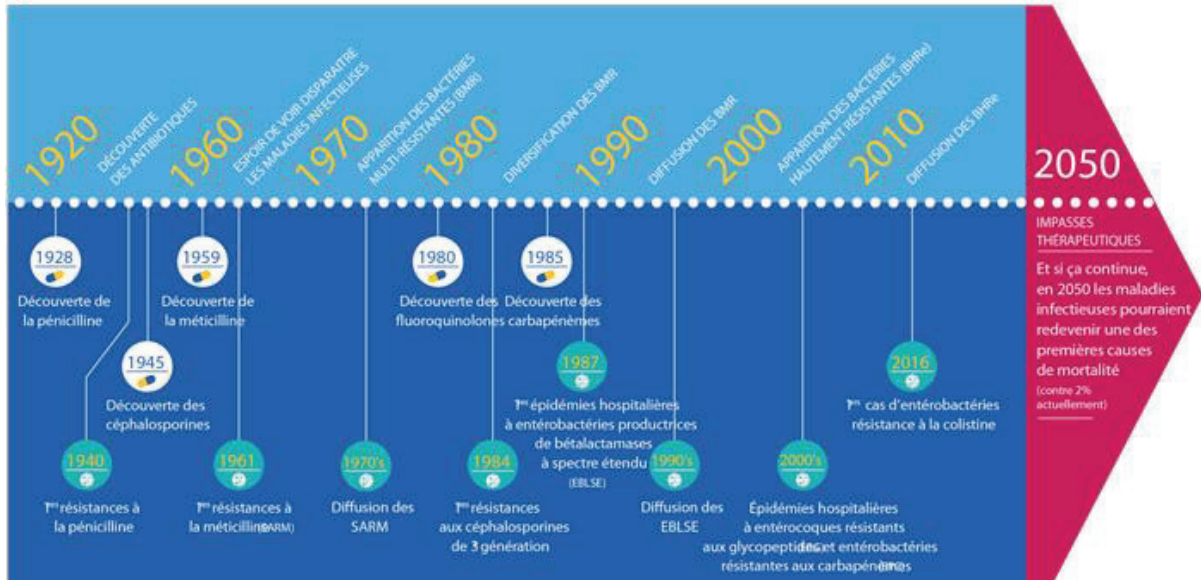 1920
DÉCOUVERTE
DES ANTIBIOTIQUES
1960
ESPOIR DE VOIR DISPARAITRE
LES MALADIES INFECTIEUSES
1970
APPARITION DES BACTÉRIES
MULTI-RÉSISTANTES (BMR)
1980
DIVERSIFICATION DES BMR
1990
DIFFUSION DES BMR
2000
APPARITION DES BACTÉRIES
HAUTEMENT RÉSISTANTES (BHRe)
2010
DIFFUSION DES BHRe
2050
IMPASSES
THÉRAPEUTIQUES
Et si ça continue,
en 2050 les maladies
infectieuses pourraient
redevenir une des
premières causes
de mortalité
(contre 2%
actuellement)
1928
Découverte de
la pénicilline
1959
Découverte de
la méticilline
1980
Découverte des
fluoroquinolones
1985
Découverte des
carbapénèmes
1945
Découverte des
céphalosporines
1987
1res épidémies hospitalières
à entérobactéries productrices
de bétalactamases
à spectre étendu
(EBLSE)
2016
1ers cas d'entérobactéries
résistance à la colistine
1940
1res résistances à
la pénicilline
1961
1res résistances à
la méticilline (SARM)
1970's
Diffusion des
SARM
1984
1res résistances
aux céphalosporines
de 3 génération
1990's
Diffusion des
EBLSE
2000's
Épidémies hospitalières
à entérocoques résistants
aux glycopeptides et entérobactéries
résistantes aux carbapénèmes